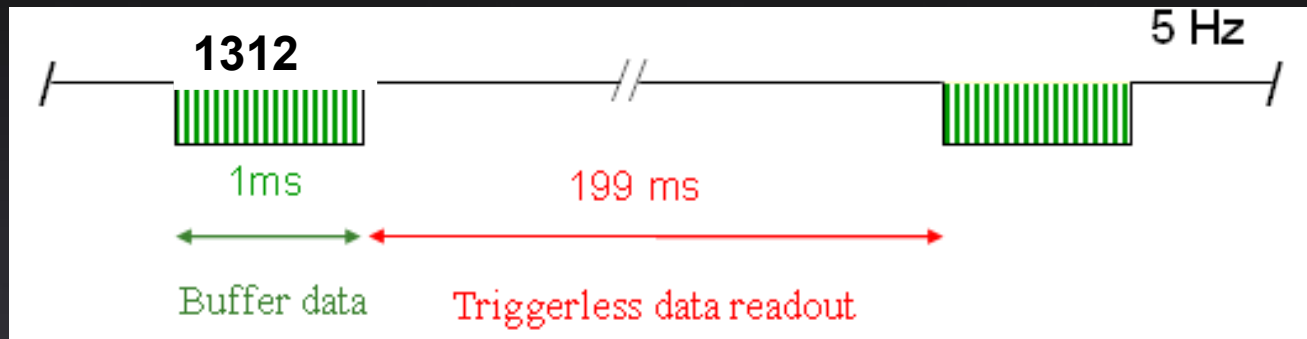 5 Hz
1312
1ms
199 ms
Buffer data
Triggerless data readout